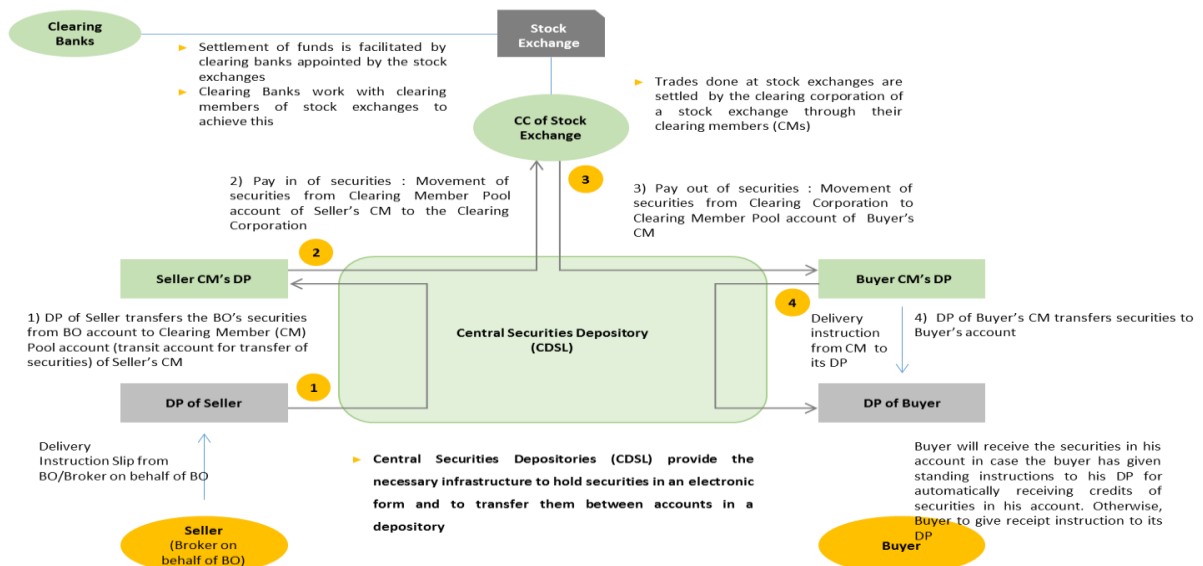 Clearing
Banks
Stock
Exchange
► Settlement of funds is facilitated by
clearing banks appointed by the stock
exchanges
► Clearing Banks work with clearing
members of stock exchanges to
achieve this
► Trades done at stock exchanges are
settled by the clearing corporation of
a stock exchange through their
clearing members (CMs)
CC of Stock
Exchange
3
2) Pay in of securities : Movement of
securities from Clearing Member Pool
account of Seller's CM to the Clearing
Corporation
3) Pay out of securities : Movement of
securities from Clearing Corporation to
Clearing Member Pool account of Buyer's
CM
2
Seller CM's DP
Buyer CM's DP
4
1) DP of Seller transfers the BO's securities
from BO account to Clearing Member (CM)
Pool account (transit account for transfer of
securities) of Seller's CM
Central Securities Depository
(CDSL)
Delivery
instruction
from CM to
its DP
4) DP of Buyer's CM transfers securities to
Buyer's account
1
DP of Seller
DP of Buyer
Delivery
Instruction Slip from
BO/Broker on behalf of BO
► Central Securities Depositories (CDSL) provide the
necessary infrastructure to hold securities in an electronic
form and to transfer them between accounts in a
depository
Buyer will receive the securities in his
account in case the buyer has given
standing instructions to his DP for
automatically receiving credits of
securities in his account. Otherwise,
Buyer to give receipt instruction to its
DP
Seller
(Broker on
behalf of BO)
Buyer